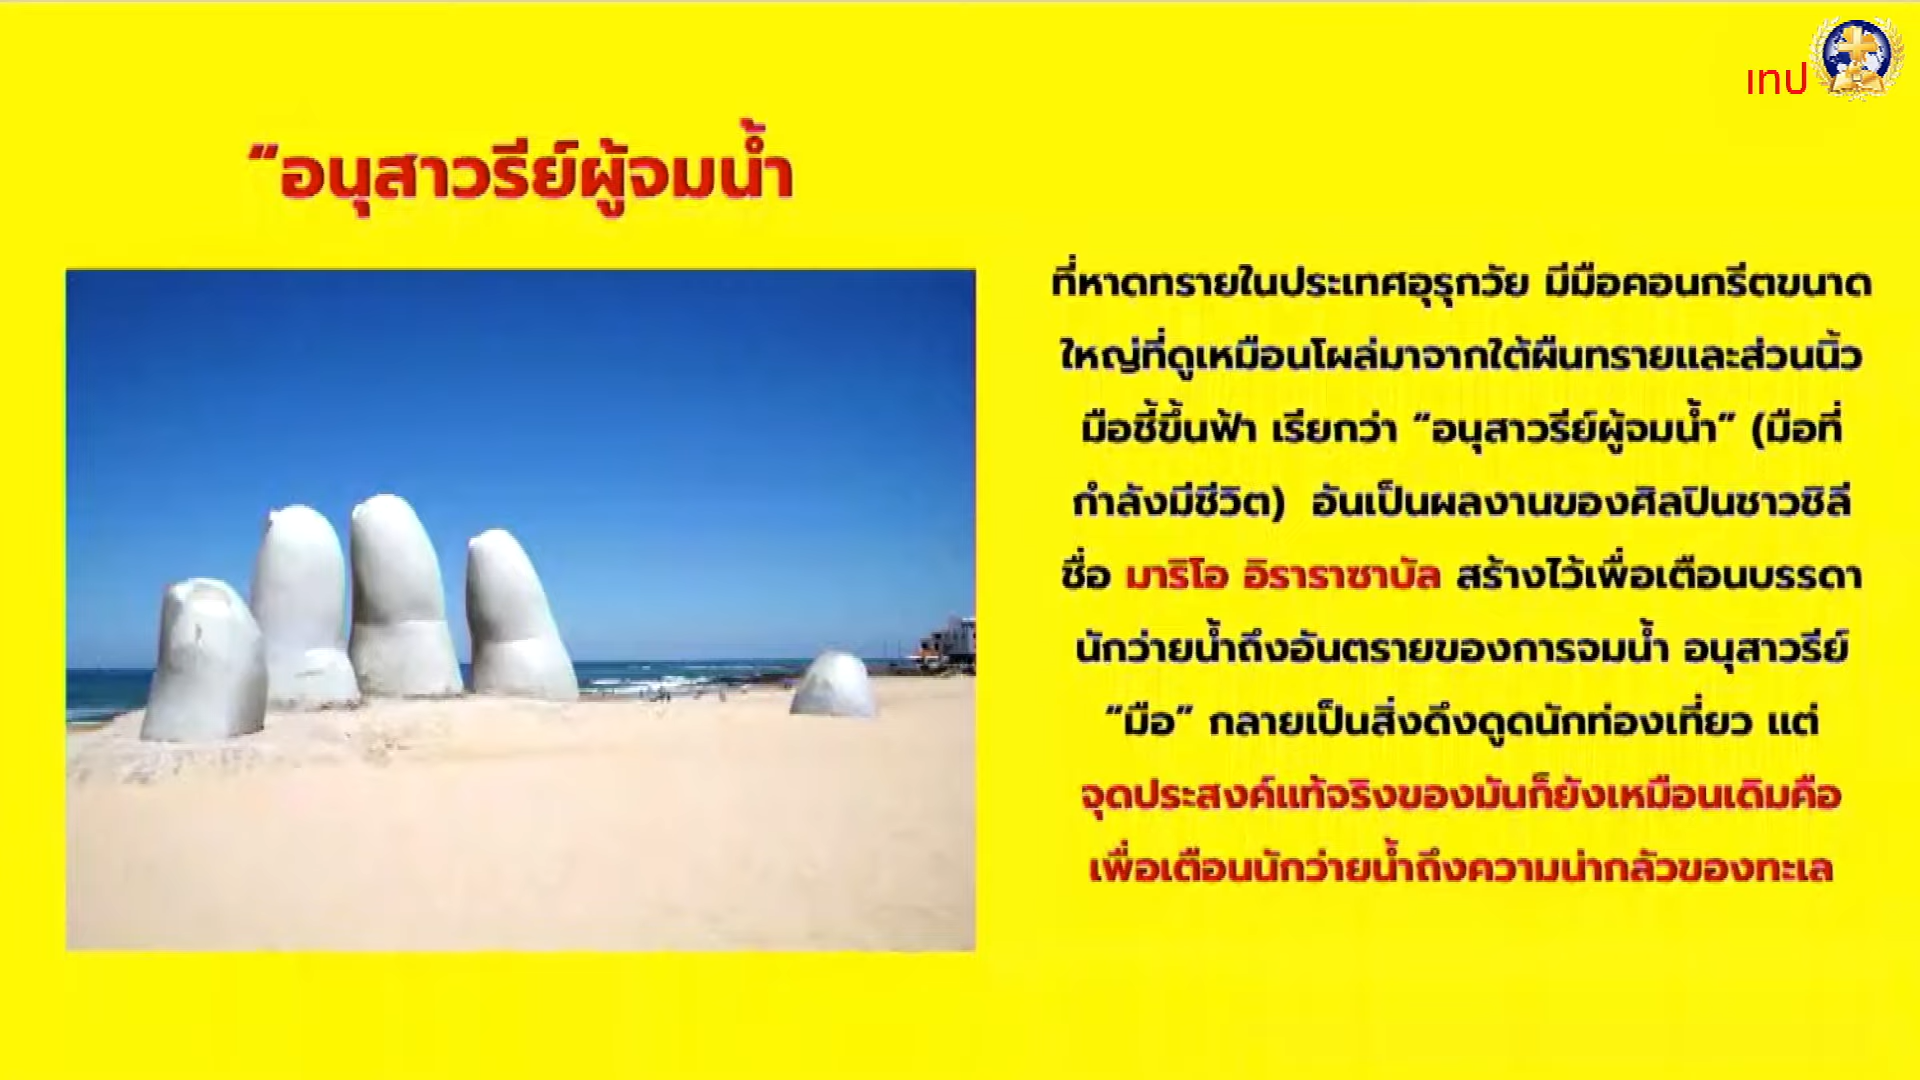 เทป
“อนุสาวรีย์ผู้จมน้ำ
ที่หาดทรายในประเทศอุรุกวัย มีมือคอนกรีตขนาด
ใหญ่ที่ดูเหมือนโผล่มาจากใต้ผืนทรายและส่วนนิ้ว
มือชี้ขึ้นฟ้า เรียกว่า “อนุสาวรีย์ผู้จมน้ำ” (มือที่
กำลังมีชีวิต) อันเป็นผลงานของศิลปินชาวชิลี
ชื่อ มาริโอ อิราราซาบัล สร้างไว้เพื่อเตือนบรรดา
นักว่ายน้ำถึงอันตรายของการจมน้ำ อนุสาวรีย์
“มือ” กลายเป็นสิ่งดึงดูดนักท่องเที่ยว แต่
จุดประสงค์แท้จริงของมันก็ยังเหมือนเดิมคือ
เพื่อเตือนนักว่ายน้ำถึงความน่ากลัวของทะเล